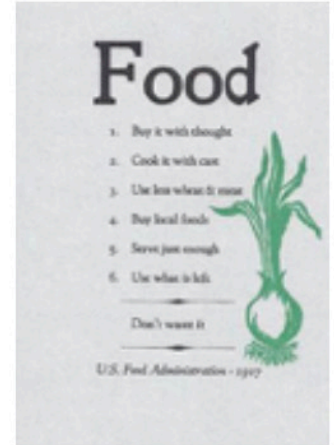 Food
1. Buy it with thought
2. Cook it with care
3. Use less wheat & meat
4. Buy local foods
5. Serve just enough
6. Use what is left
Don't waste it
U.S. Food Administration - 1917